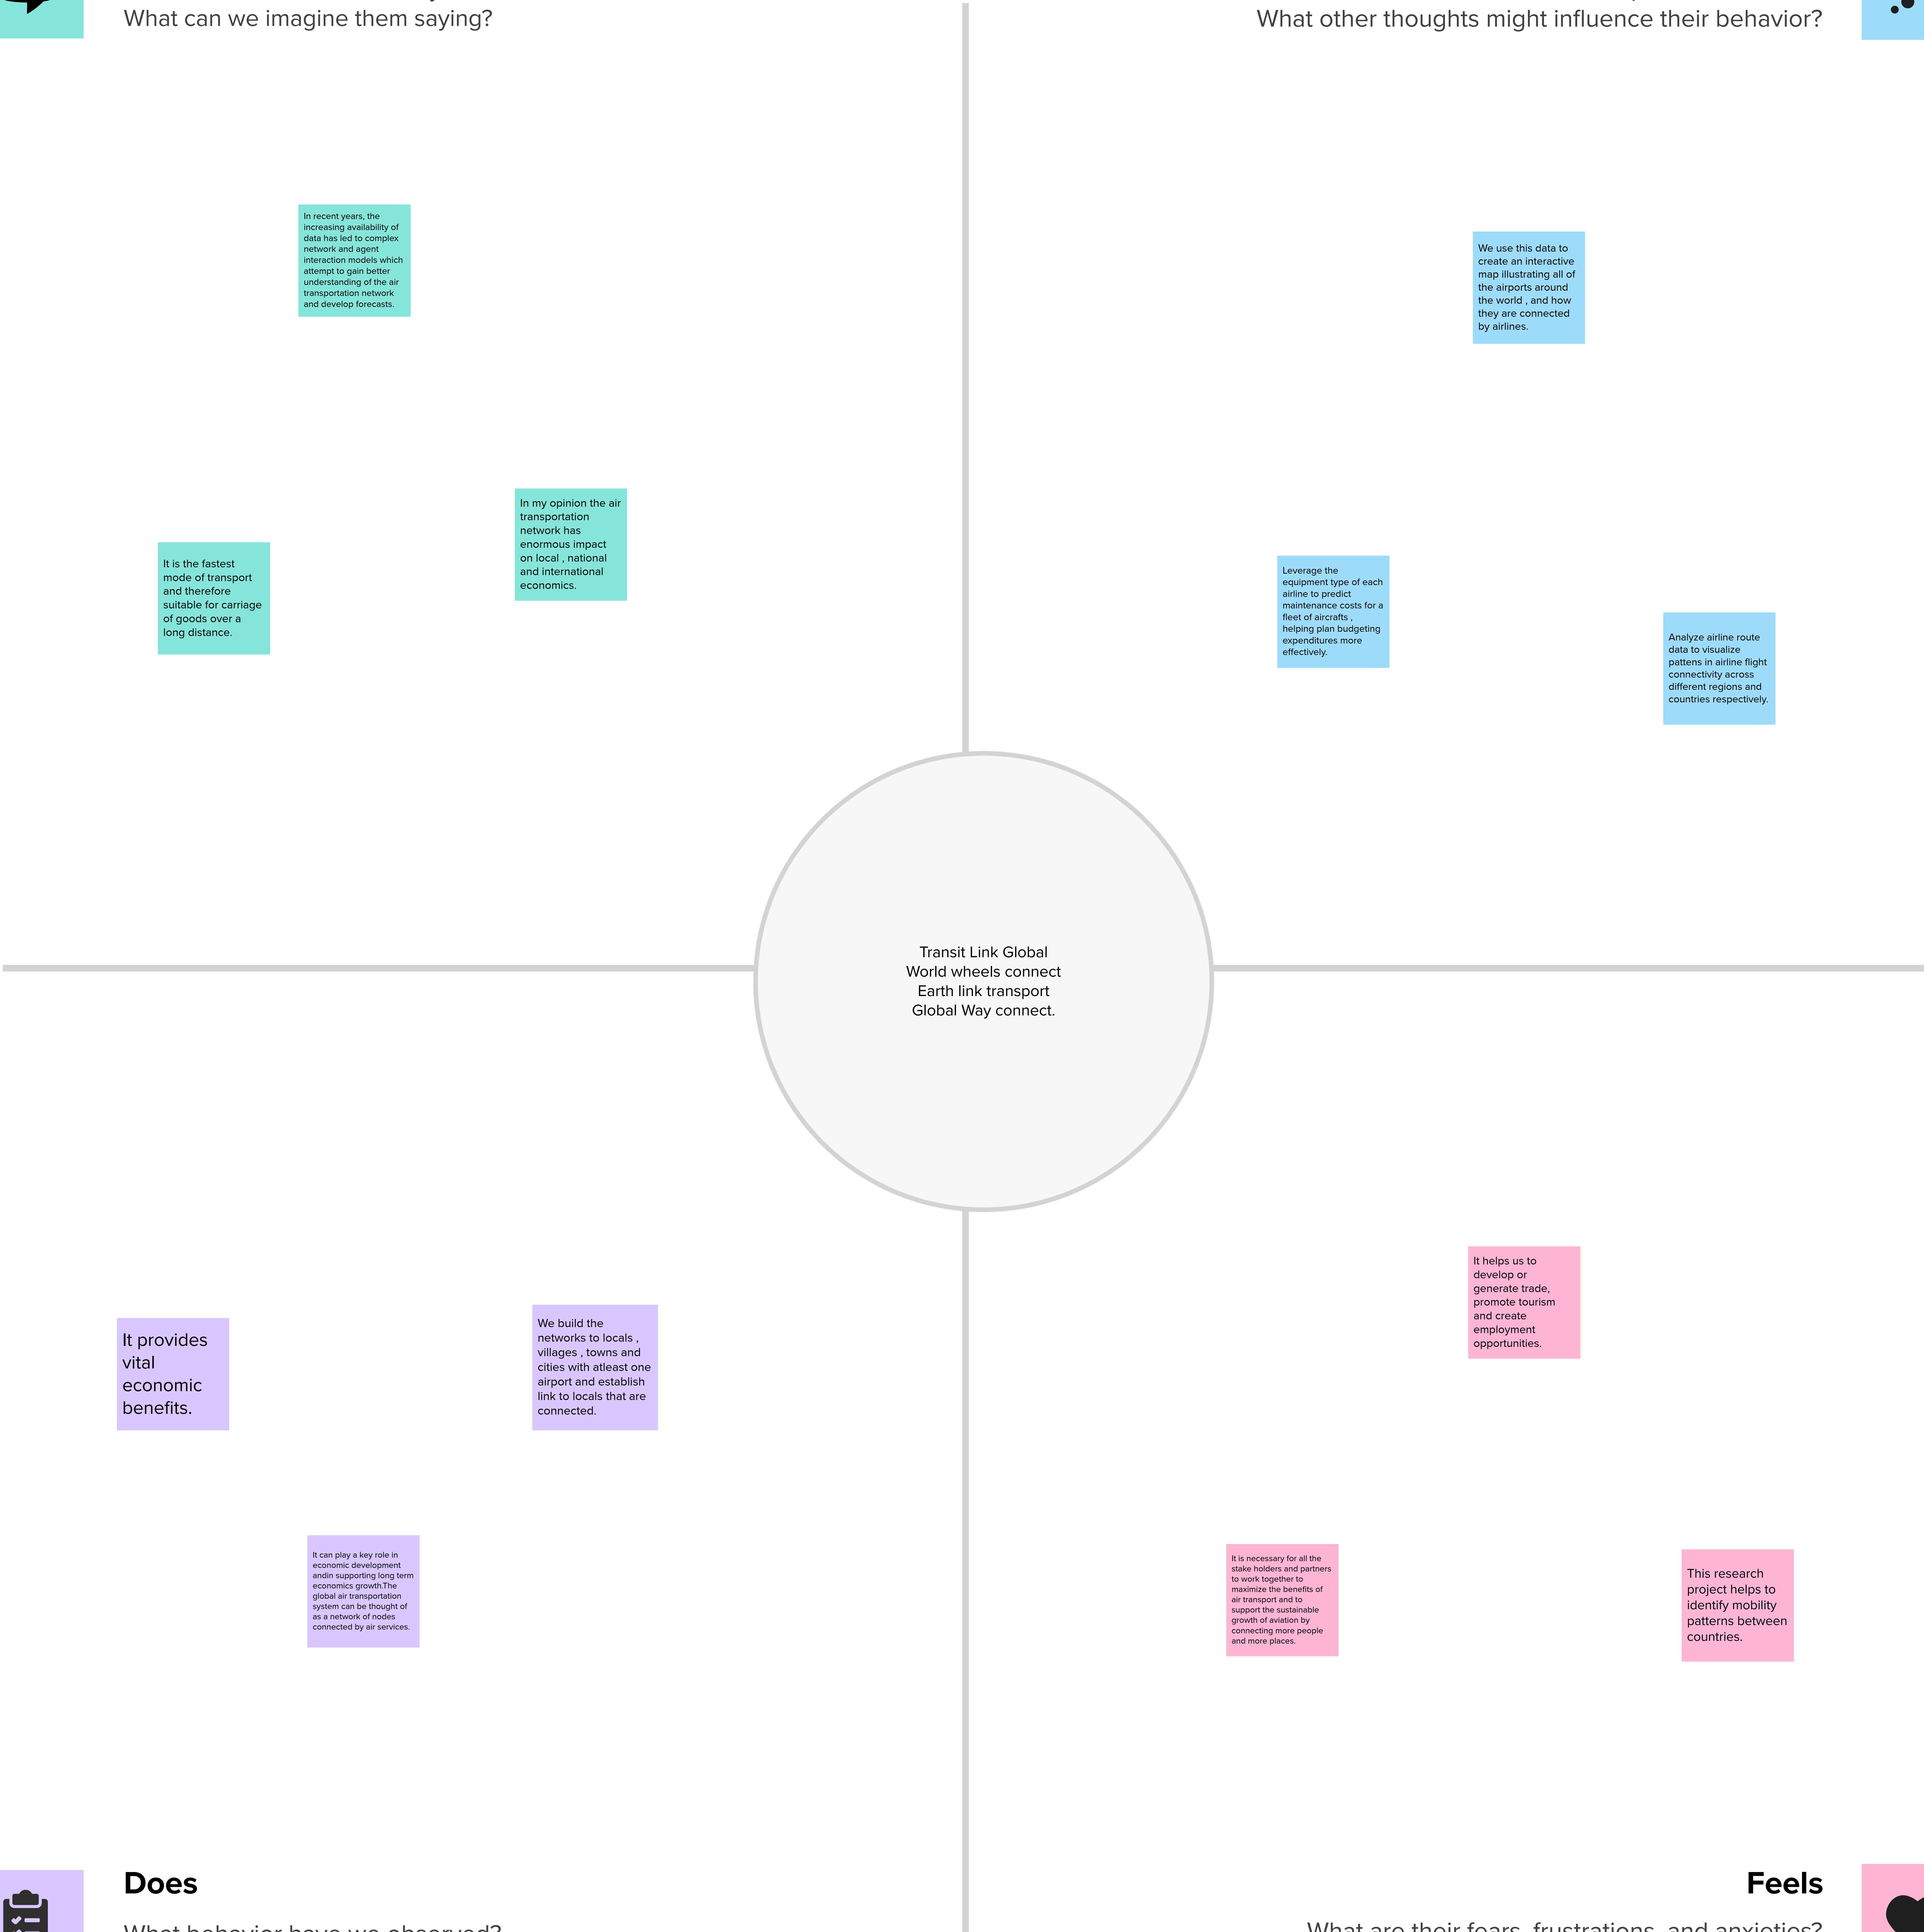 What can we imagine them saying?
What other thoughts might influence their behavior?
In recent years, the
increasing availability of
data has led to complex
network and agent
interaction models which
attempt to gain better
understanding of the air
transportation network
and develop forecasts.
We use this data to
create an interactive
map illustrating all of
the airports around
the world , and how
they are connected
by airlines.
It is the fastest
mode of transport
and therefore
suitable for carriage
of goods over a
long distance.
In my opinion the air
transportation
network has
enormous impact
on local , national
and international
economics.
Leverage the
equipment type of each
airline to predict
maintenance costs for a
fleet of aircrafts ,
helping plan budgeting
expenditures more
effectively.
Analyze airline route
data to visualize
pattens in airline flight
connectivity across
different regions and
countries respectively.
Transit Link Global
World wheels connect
Earth link transport
Global Way connect.
It provides
vital
economic
benefits.
We build the
networks to locals ,
villages , towns and
cities with atleast one
airport and establish
link to locals that are
connected.
It can play a key role in
economic development
andin supporting long term
economics growth.The
global air transportation
system can be thought of
as a network of nodes
connected by air services.
It helps us to
develop or
generate trade,
promote tourism
and create
employment
opportunities.
It is necessary for all the
stake holders and partners
to work together to
maximize the benefits of
air transport and to
support the sustainable
growth of aviation by
connecting more people
and more places.
This research
project helps to
identify mobility
patterns between
countries.
Does
What behavior have we observed?
Feels
What are their fears, frustrations, and anxieties?